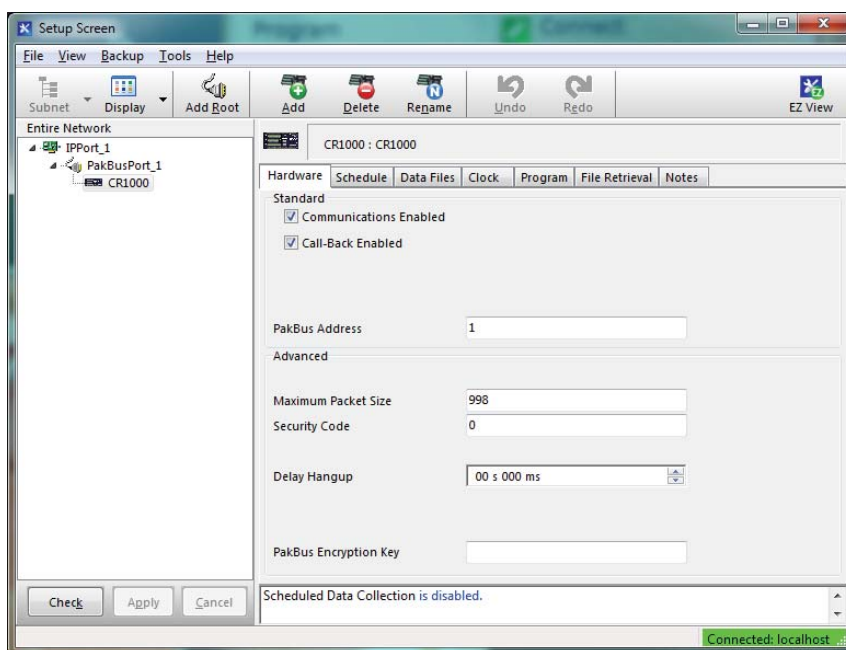 Setup Screen
Program
Connect
File View Backup Tools Help
Subnet Display Add Root Add Delete Rename Undo Redo EZ View
Entire Network
IPPort_1
PakBusPort_1
CR1000
CR1000 : CR1000
Hardware Schedule Data Files Clock Program File Retrieval Notes
Standard
Communications Enabled
Call-Back Enabled
PakBus Address 1
Advanced
Maximum Packet Size 998
Security Code 0
Delay Hangup 00 s 000 ms
PakBus Encryption Key
Check Apply Cancel
Scheduled Data Collection is disabled.
Connected: localhost